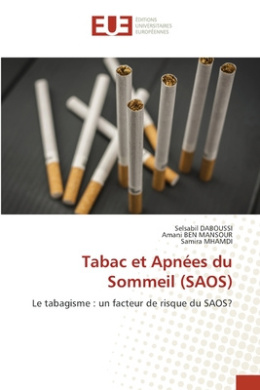 EUE
ÉDITIONS
UNIVERSITAIRES
EUROPÉENNES
Selsabil DABOUSSI
Amani BEN MANSOUR
Samira MHAMDI
Tabac et Apnées du
Sommeil (SAOS)
Le tabagisme : un facteur de risque du SAOS?